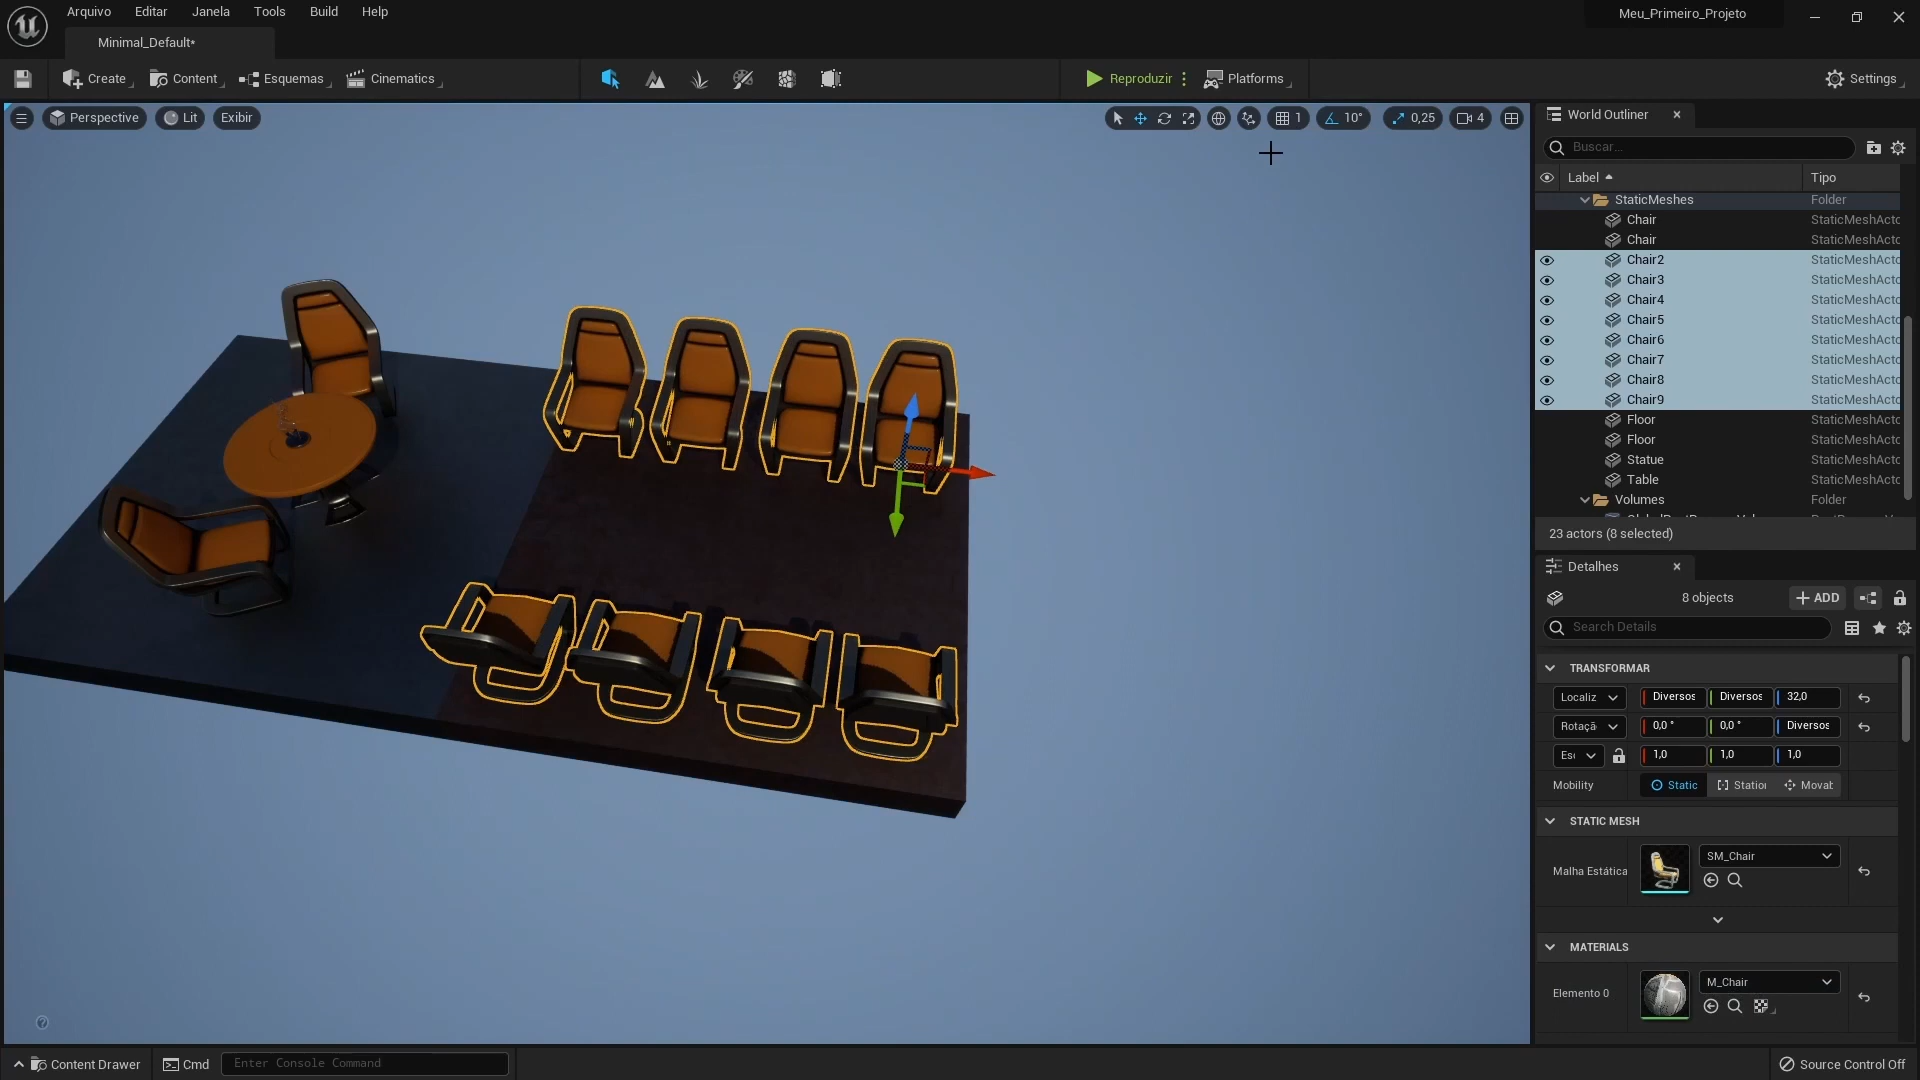 Arquivo Editar Janela Tools Build Help
Meu_Primeiro_Projeto
Minimal_Default*
Create Content Esquemas Cinematics Reproduzir Platforms Settings
Perspective Lit Exibir
1 10° 0,25 4
World Outliner
Buscar...
Label Tipo
StaticMeshes Folder
Chair StaticMeshActo
Chair StaticMeshActo
Chair2 StaticMeshActo
Chair3 StaticMeshActo
Chair4 StaticMeshActo
Chair5 StaticMeshActo
Chair6 StaticMeshActo
Chair7 StaticMeshActo
Chair8 StaticMeshActo
Chair9 StaticMeshActo
Floor StaticMeshActo
Floor StaticMeshActo
Statue StaticMeshActo
Table StaticMeshActo
Volumes Folder
23 actors (8 selected)
Detalhes
8 objects ADD
Search Details
TRANSFORMAR
Localiz Diversos Diversos 32,0
Rotaçã 0,0 ° 0,0 ° Diversos
Esc 1,0 1,0 1,0
Mobility Static Station Movab
STATIC MESH
Malha Estática SM_Chair
MATERIALS
Elemento 0 M_Chair
Content Drawer Cmd Enter Console Command Source Control Off